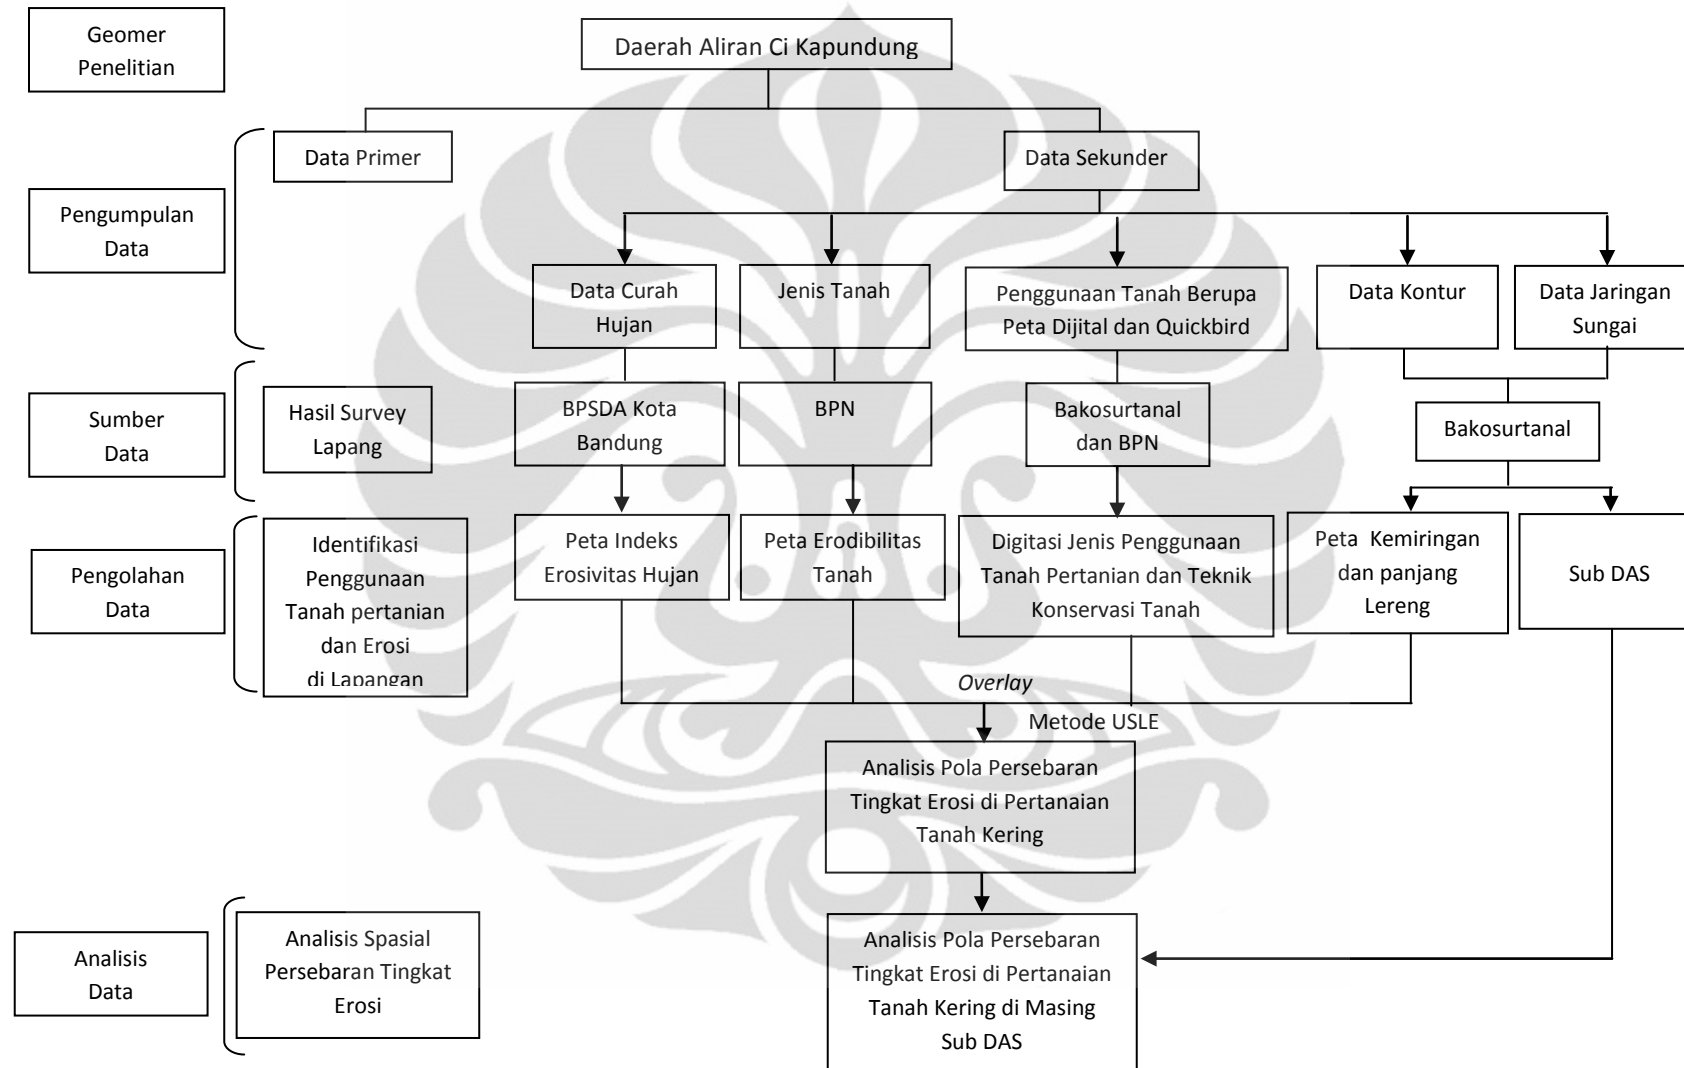 Geomer
Penelitian
Daerah Aliran Ci Kapundung
Data Primer
Data Sekunder
Pengumpulan
Data
Data Curah
Hujan
Jenis Tanah
Penggunaan Tanah Berupa
Peta Dijital dan Quickbird
Data Kontur
Data Jaringan
Sungai
Sumber
Data
Hasil Survey
Lapang
BPSDA Kota
Bandung
BPN
Bakosurtanal
dan BPN
Bakosurtanal
Pengolahan
Data
Identifikasi
Penggunaan
Tanah pertanian
dan Erosi
di Lapangan
Peta Indeks
Erosivitas Hujan
Peta Erodibilitas
Tanah
Digitasi Jenis Penggunaan
Tanah Pertanian dan Teknik
Konservasi Tanah
Peta Kemiringan
dan panjang
Lereng
Sub DAS
Overlay
Metode USLE
Analisis Pola Persebaran
Tingkat Erosi di Pertanaian
Tanah Kering
Analisis
Data
Analisis Spasial
Persebaran Tingkat
Erosi
Analisis Pola Persebaran
Tingkat Erosi di Pertanaian
Tanah Kering di Masing
Sub DAS